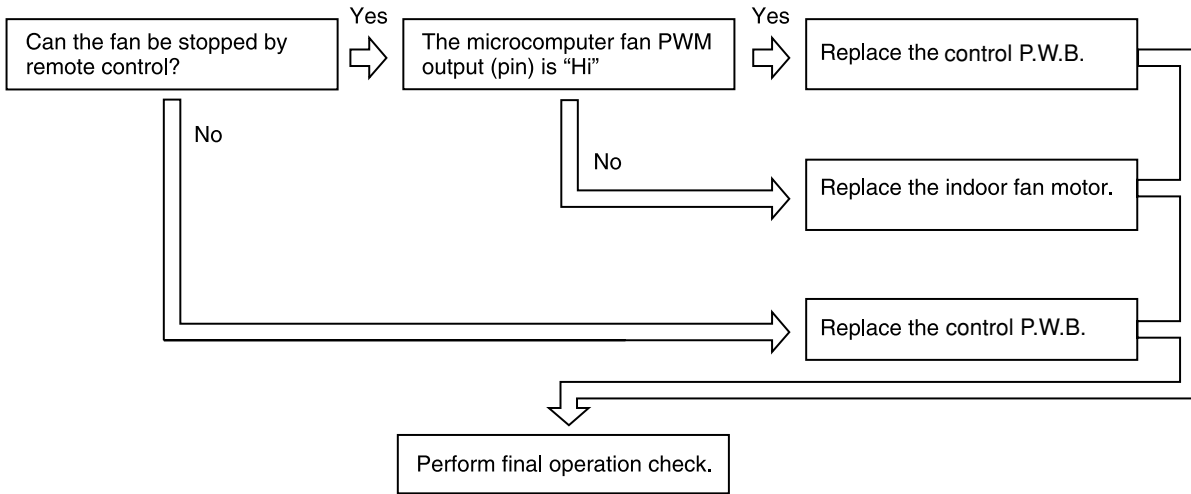 Can the fan be stopped by
remote control?
Yes
The microcomputer fan PWM
output (pin) is “Hi”
Yes
Replace the control P.W.B.
No
No
Replace the indoor fan motor.
Replace the control P.W.B.
Perform final operation check.